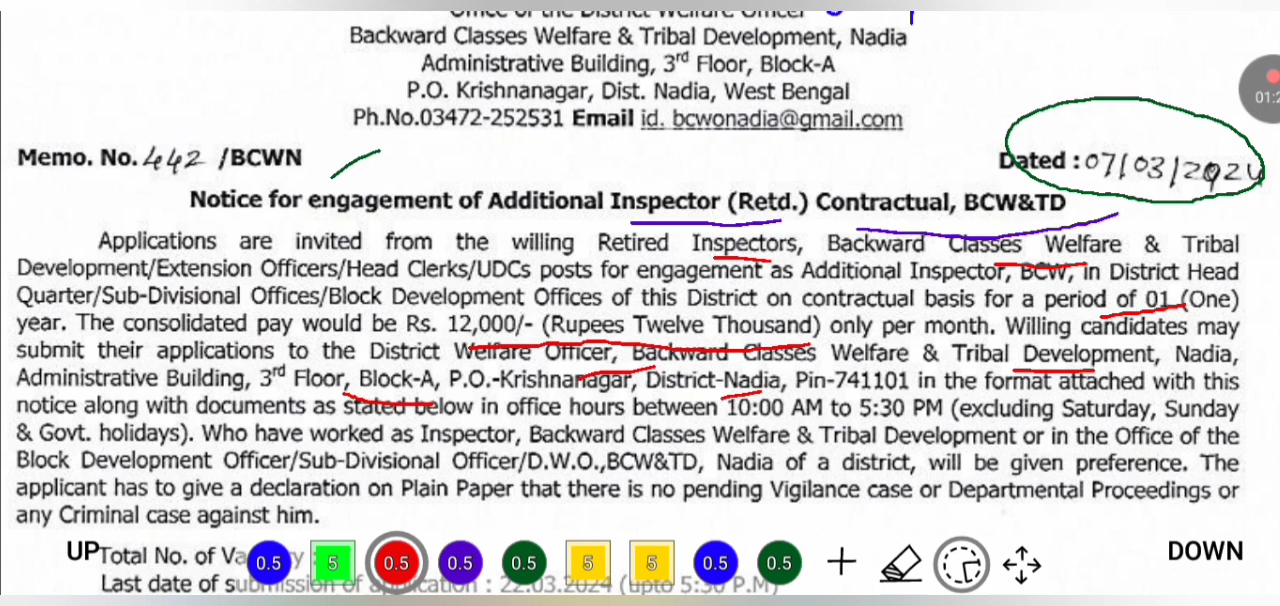 Office of the District Welfare Officer
Backward Classes Welfare & Tribal Development, Nadia
Administrative Building, 3rd Floor, Block-A
P.O. Krishnanagar, Dist. Nadia, West Bengal
Ph.No.03472-252531 Email id. bcwonadia@gmail.com
Memo. No. 442 /BCWN Dated : 07/03/2024
Notice for engagement of Additional Inspector (Retd.) Contractual, BCW&TD
Applications are invited from the willing Retired Inspectors, Backward Classes Welfare & Tribal
Development/Extension Officers/Head Clerks/UDCs posts for engagement as Additional Inspector, BCW, in District Head
Quarter/Sub-Divisional Offices/Block Development Offices of this District on contractual basis for a period of 01 (One)
year. The consolidated pay would be Rs. 12,000/- (Rupees Twelve Thousand) only per month. Willing candidates may
submit their applications to the District Welfare Officer, Backward Classes Welfare & Tribal Development, Nadia,
Administrative Building, 3rd Floor, Block-A, P.O.-Krishnanagar, District-Nadia, Pin-741101 in the format attached with this
notice along with documents as stated below in office hours between 10:00 AM to 5:30 PM (excluding Saturday, Sunday
& Govt. holidays). Who have worked as Inspector, Backward Classes Welfare & Tribal Development or in the Office of the
Block Development Officer/Sub-Divisional Officer/D.W.O.,BCW&TD, Nadia of a district, will be given preference. The
applicant has to give a declaration on Plain Paper that there is no pending Vigilance case or Departmental Proceedings or
any Criminal case against him.
UP Total No. of DOWN
0.5 5 0.5 0.5 0.5 5 5 0.5 0.5
Last date of submission of application : 22.03.2024 (upto 5:30 P.M)